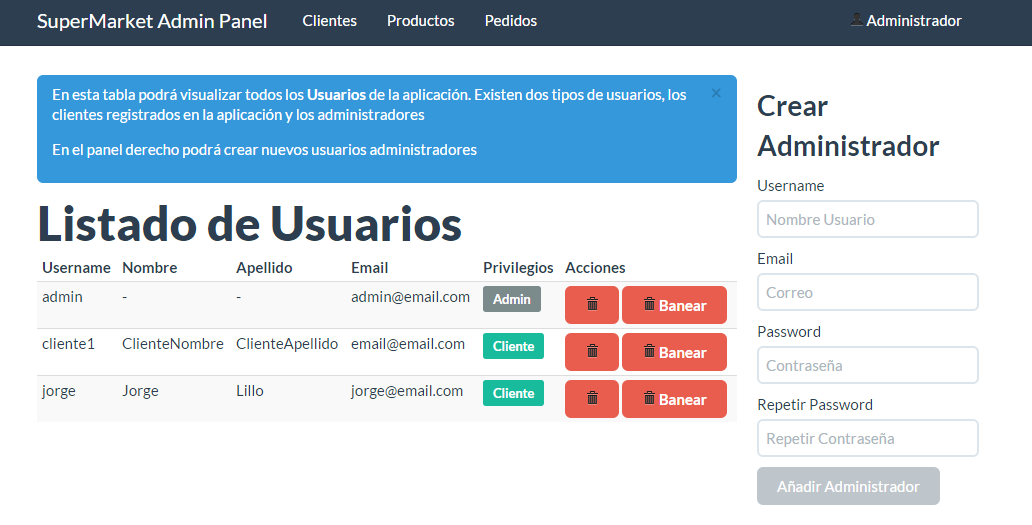 SuperMarket Admin Panel Clientes Productos Pedidos Administrador
En esta tabla podrá visualizar todos los Usuarios de la aplicación. Existen dos tipos de usuarios, los ×
clientes registrados en la aplicación y los administradores
En el panel derecho podrá crear nuevos usuarios administradores
Listado de Usuarios
Username Nombre Apellido Email Privilegios Acciones
admin - - admin@email.com Admin Banear
cliente1 ClienteNombre ClienteApellido email@email.com Cliente Banear
jorge Jorge Lillo jorge@email.com Cliente Banear
Crear
Administrador
Username
Nombre Usuario
Email
Correo
Password
Contraseña
Repetir Password
Repetir Contraseña
Añadir Administrador